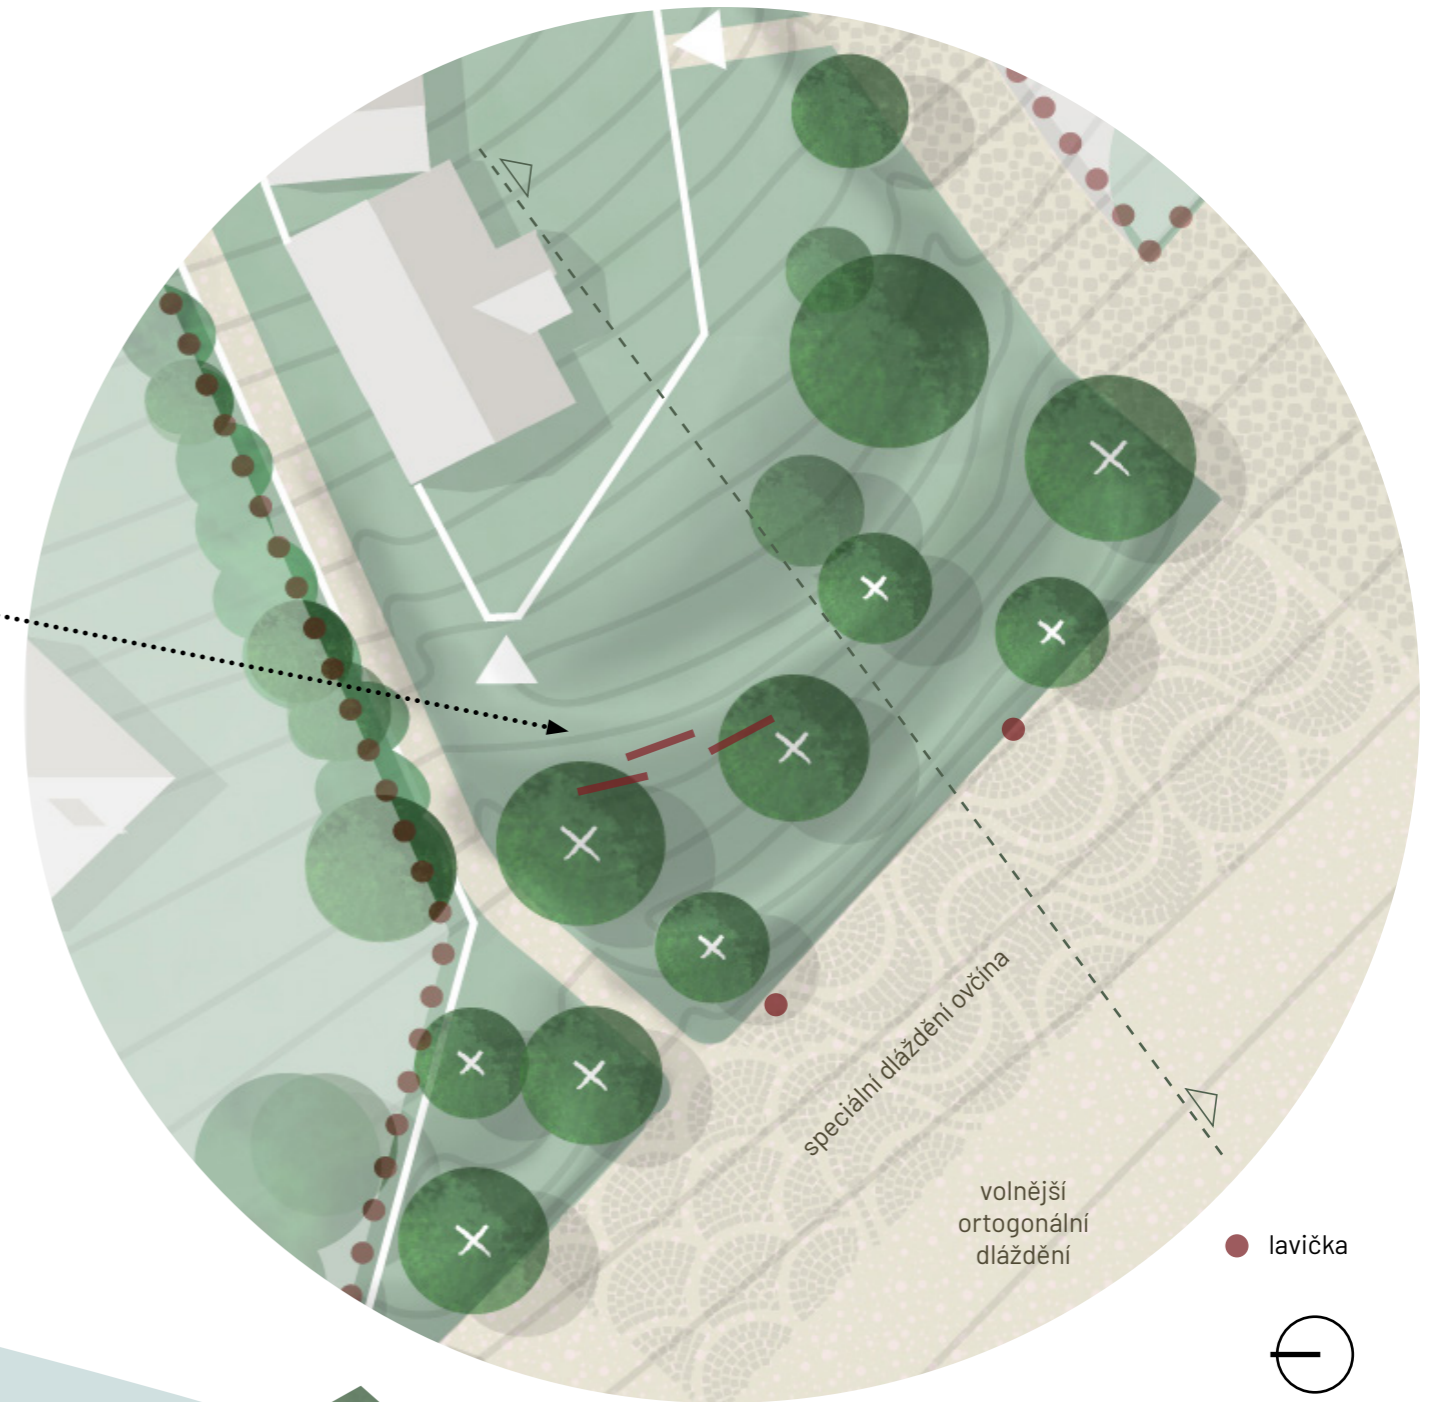 speciální dláždění ovčína
volnější
ortogonální
dláždění
lavička